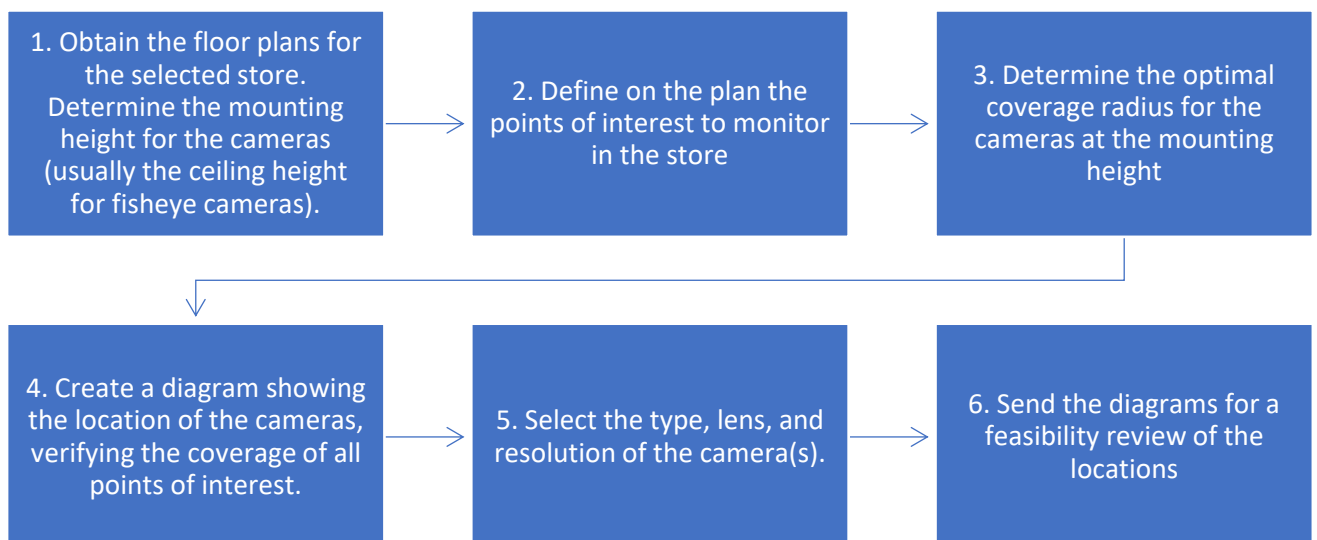 1. Obtain the floor plans for
the selected store.
Determine the mounting
height for the cameras
(usually the ceiling height
for fisheye cameras).
2. Define on the plan the
points of interest to monitor
in the store
3. Determine the optimal
coverage radius for the
cameras at the mounting
height
4. Create a diagram showing
the location of the cameras,
verifying the coverage of all
points of interest.
5. Select the type, lens, and
resolution of the camera(s).
6. Send the diagrams for a
feasibility review of the
locations